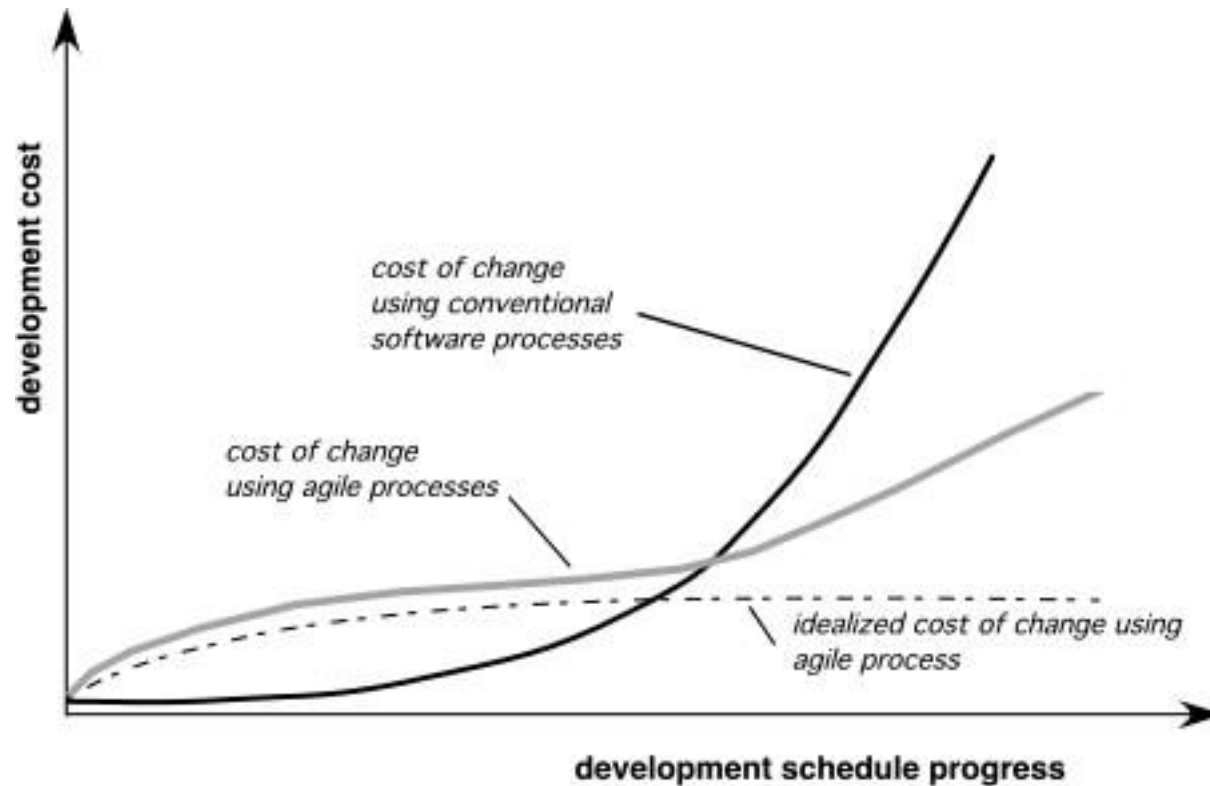 development cost
cost of change
using conventional
software processes
cost of change
using agile processes
idealized cost of change using
agile process
development schedule progress